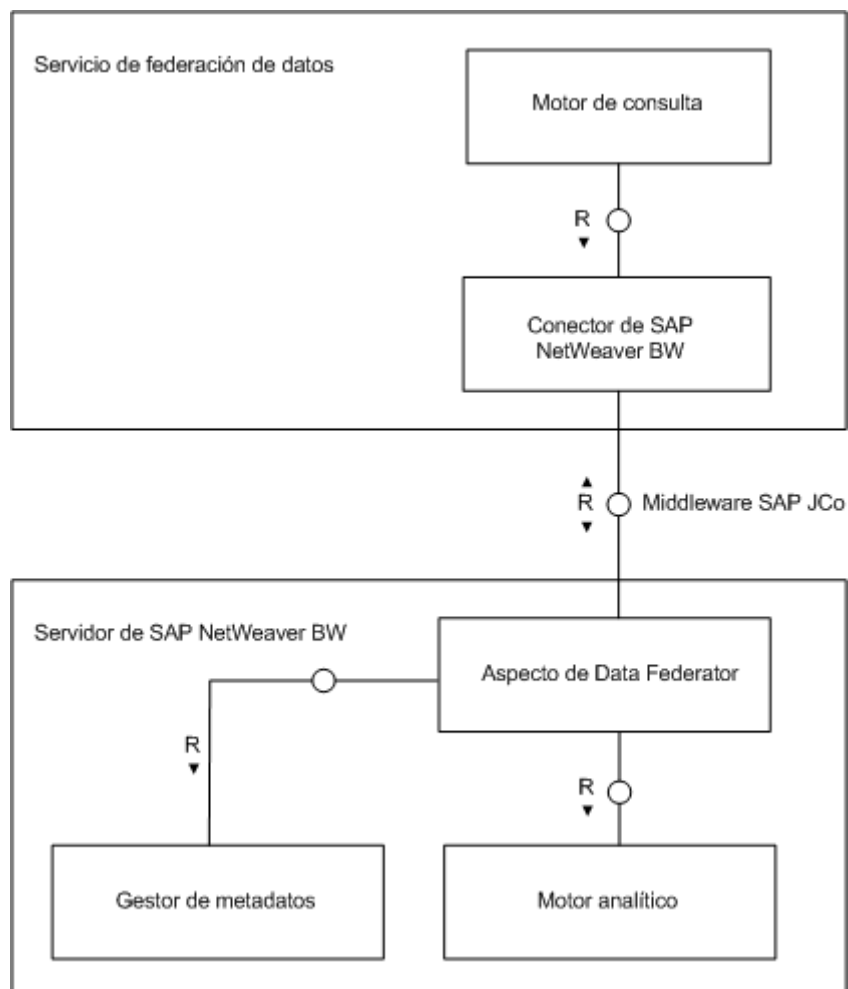 Servicio de federación de datos
Motor de consulta
R
Conector de SAP
NetWeaver BW
R
Middleware SAP JCo
Servidor de SAP NetWeaver BW
Aspecto de Data Federator
R
R
Gestor de metadatos
Motor analítico